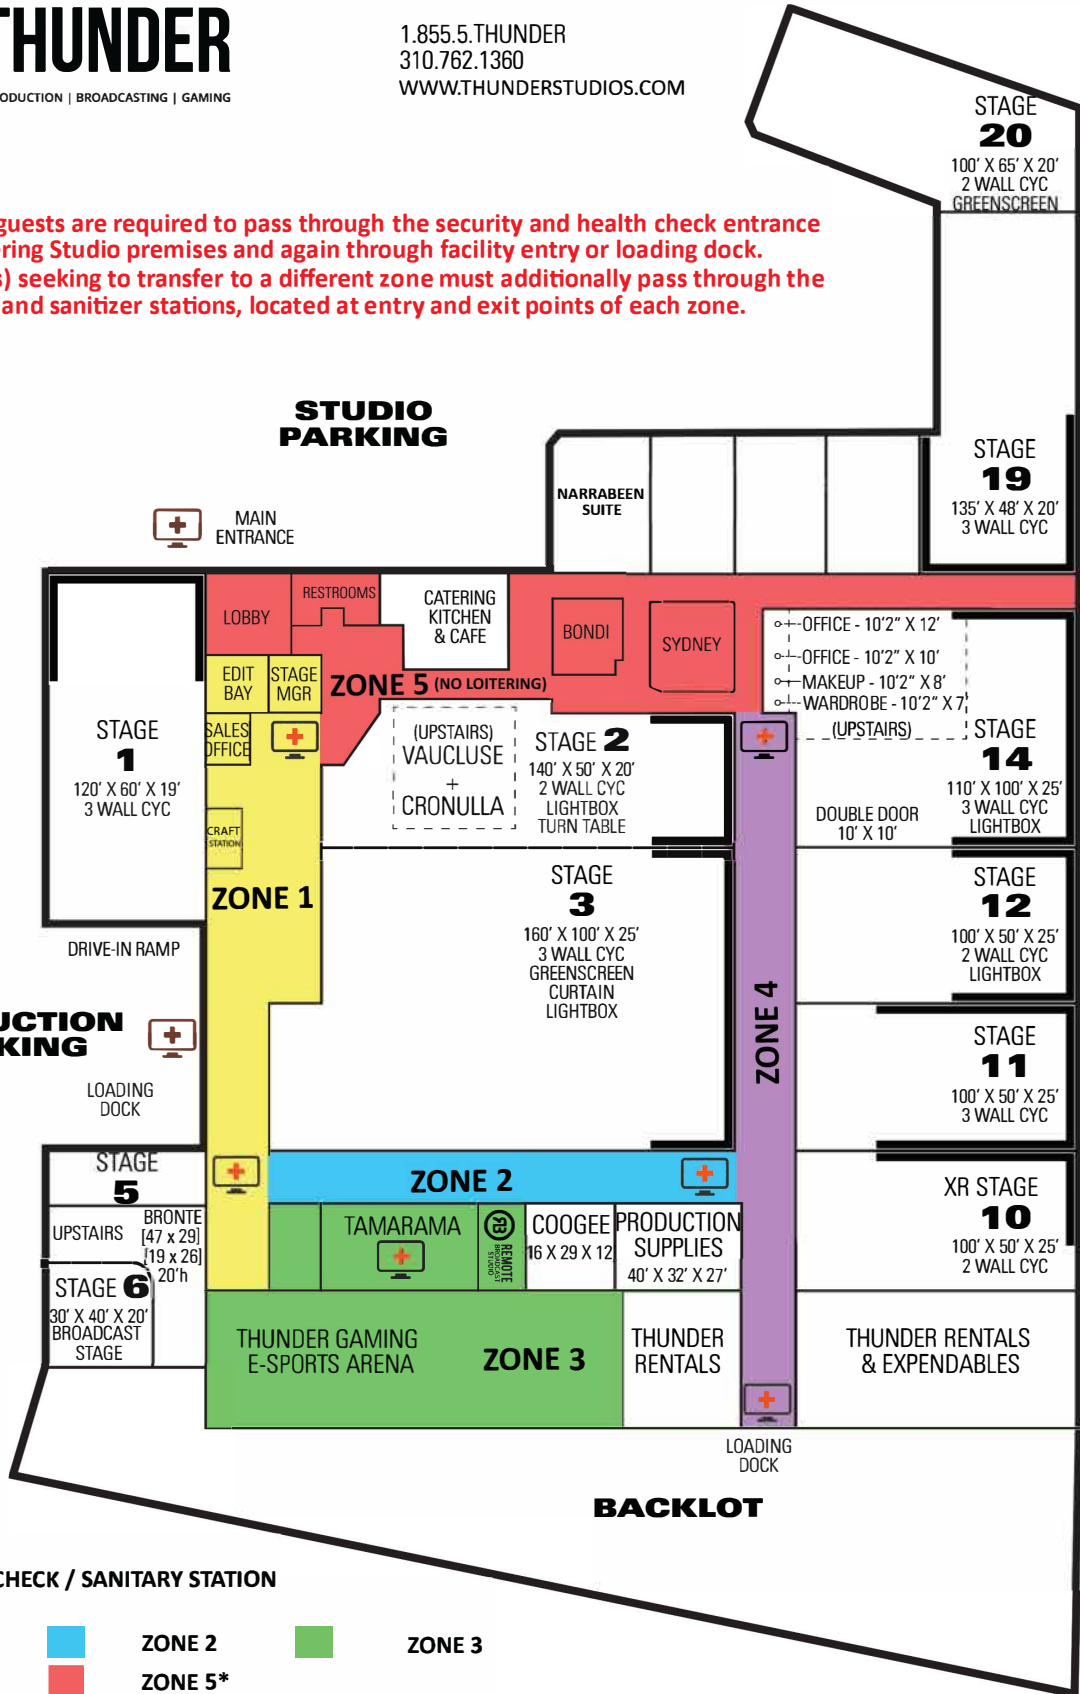 THUNDER
ODUCTION | BROADCASTING | GAMING
1.855.5.THUNDER
310.762.1360
WWW.THUNDERSTUDIOS.COM
guests are required to pass through the security and health check entrance
ering Studio premises and again through facility entry or loading dock.
s) seeking to transfer to a different zone must additionally pass through the
and sanitizer stations, located at entry and exit points of each zone.
STAGE
20
100' X 65' X 20'
2 WALL CYC
GREENSCREEN
STUDIO
PARKING
STAGE
19
135' X 48' X 20'
3 WALL CYC
NARRABEEN
SUITE
MAIN
ENTRANCE
LOBBY
RESTROOMS
CATERING
KITCHEN
& CAFE
BONDI
SYDNEY
OFFICE - 10'2" X 12'
OFFICE - 10'2" X 10'
MAKEUP - 10'2" X 8'
WARDROBE - 10'2" X 7'
(UPSTAIRS)
EDIT
BAY
STAGE
MGR
ZONE 5 (NO LOITERING)
SALES
OFFICE
STAGE
1
120' X 60' X 19'
3 WALL CYC
(UPSTAIRS)
VAUCLUSE
+
CRONULLA
STAGE 2
140' X 50' X 20'
2 WALL CYC
LIGHTBOX
TURN TABLE
STAGE
14
110' X 100' X 25'
3 WALL CYC
LIGHTBOX
DOUBLE DOOR
10' X 10'
CRAFT
STATION
ZONE 1
STAGE
3
160' X 100' X 25'
3 WALL CYC
GREENSCREEN
CURTAIN
LIGHTBOX
STAGE
12
100' X 50' X 25'
2 WALL CYC
LIGHTBOX
DRIVE-IN RAMP
UCTION
KING
LOADING
DOCK
ZONE 4
STAGE
11
100' X 50' X 25'
3 WALL CYC
STAGE
5
ZONE 2
XR STAGE
10
100' X 50' X 25'
2 WALL CYC
UPSTAIRS
BRONTE
[47 x 29]
[19 x 26]
20'h
TAMARAMA
REMOTE
BROADCAST
STUDIO
COOGEE
16 X 29 X 12
PRODUCTION
SUPPLIES
40' X 32' X 27'
STAGE 6
30' X 40' X 20'
BROADCAST
STAGE
THUNDER GAMING
E-SPORTS ARENA
ZONE 3
THUNDER
RENTALS
THUNDER RENTALS
& EXPENDABLES
LOADING
DOCK
BACKLOT
CHECK / SANITARY STATION
ZONE 2
ZONE 3
ZONE 5*